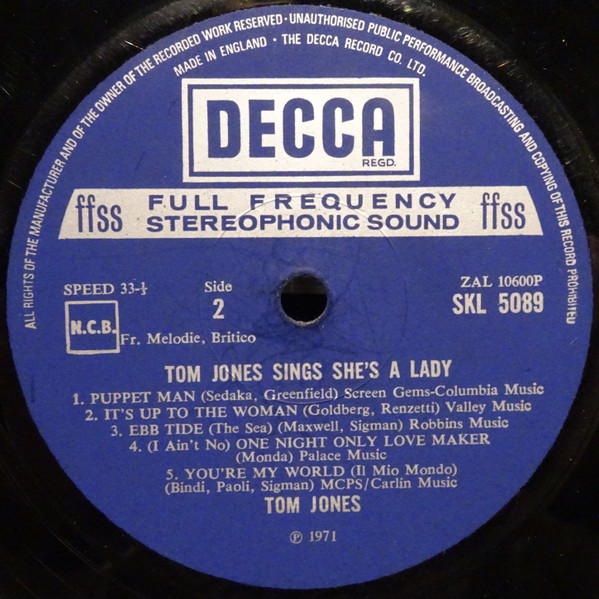 ALL RIGHTS OF THE MANUFACTURER AND OF THE OWNER OF THE RECORDED WORK RESERVED · UNAUTHORISED PUBLIC PERFORMANCE BROADCASTING AND COPYING OF THIS RECORD PROHIBITED
MADE IN ENGLAND · THE DECCA RECORD CO. LTD.
DECCA
REGD.
ffss FULL FREQUENCY ffss
STEREOPHONIC SOUND
SPEED 33-⅓ Side ZAL 10600P
2 SKL 5089
N.C.B.
Fr. Melodie, Britico
TOM JONES SINGS SHE'S A LADY
1. PUPPET MAN (Sedaka, Greenfield) Screen Gems-Columbia Music
2. IT'S UP TO THE WOMAN (Goldberg, Renzetti) Valley Music
3. EBB TIDE (The Sea) (Maxwell, Sigman) Robbins Music
4. (I Ain't No) ONE NIGHT ONLY LOVE MAKER
(Monda) Palace Music
5. YOU'RE MY WORLD (Il Mio Mondo)
(Bindi, Paoli, Sigman) MCPS/Carlin Music
TOM JONES
℗ 1971